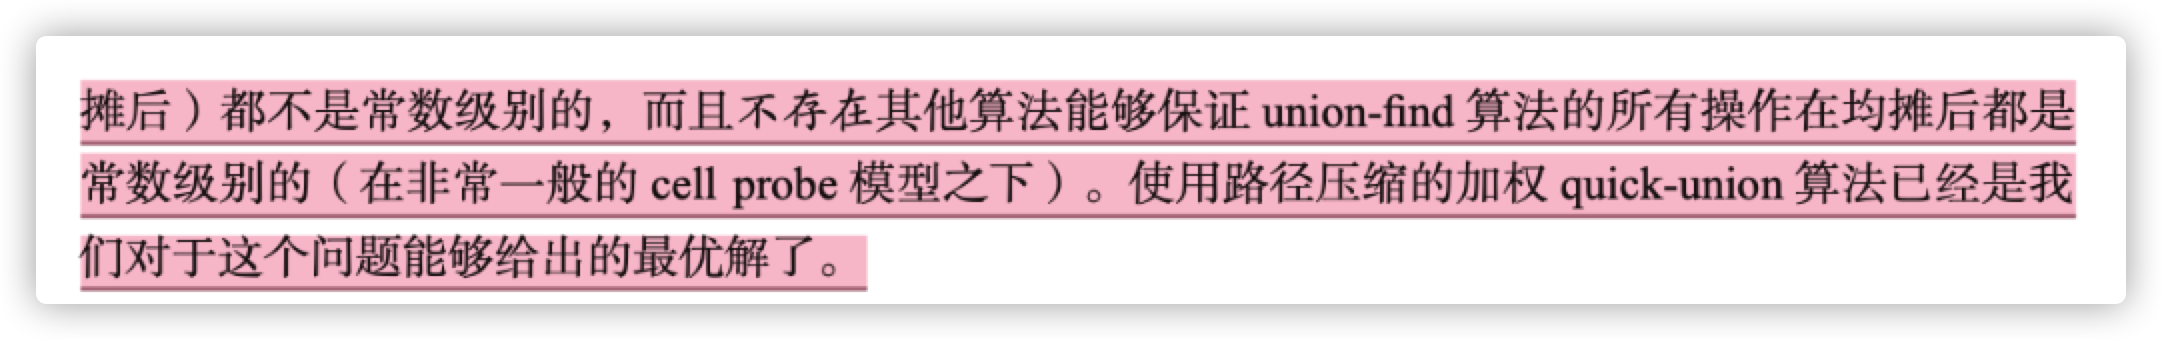 摊后）都不是常数级别的，而且不存在其他算法能够保证 union-find 算法的所有操作在均摊后都是
常数级别的（在非常一般的 cell probe 模型之下）。使用路径压缩的加权 quick-union 算法已经是我
们对于这个问题能够给出的最优解了。